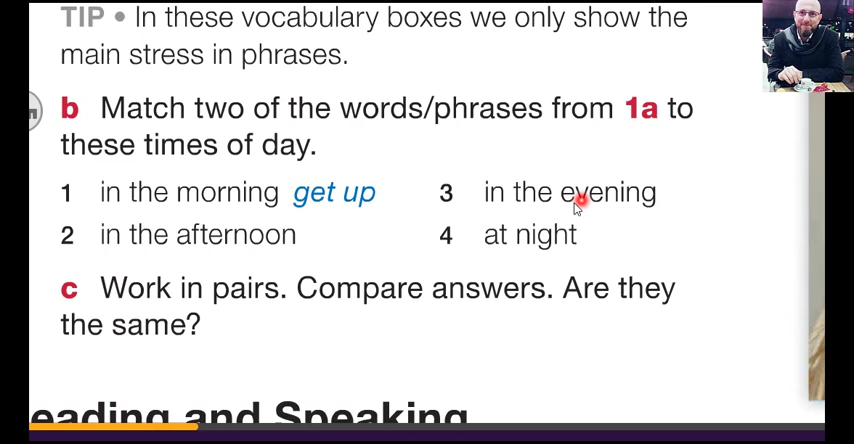 TIP • In these vocabulary boxes we only show the
main stress in phrases.
b Match two of the words/phrases from 1a to
these times of day.
1 in the morning get up
3 in the evening
2 in the afternoon
4 at night
c Work in pairs. Compare answers. Are they
the same?
eading and Speaking